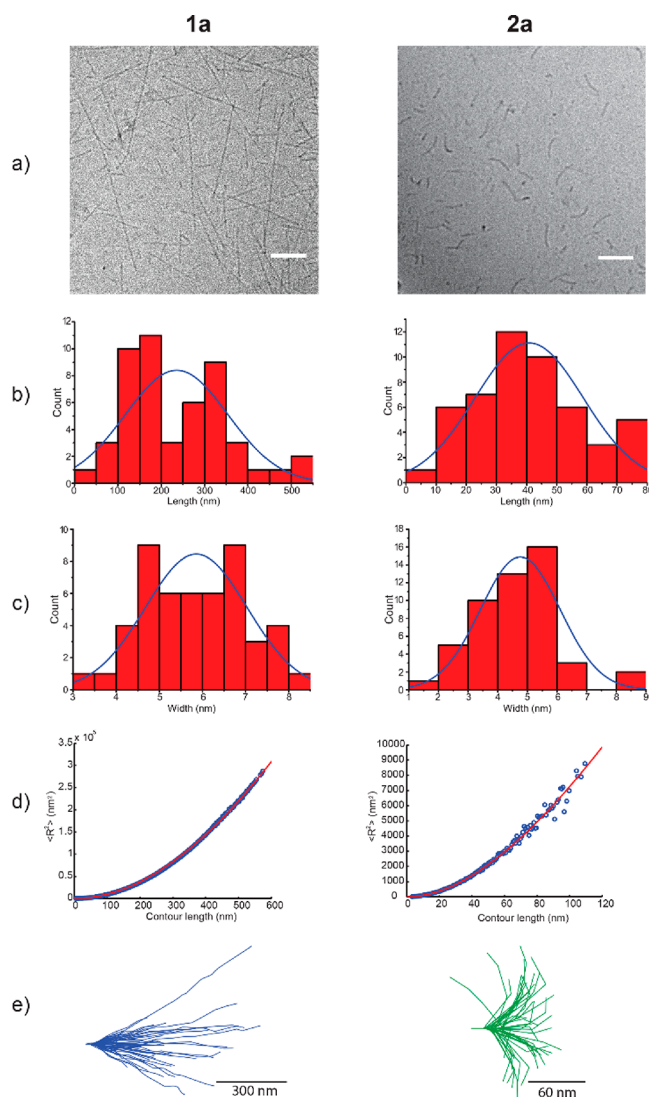 1a 2a
a)
b)
Count
12
10
8
6
4
2
0
0 100 200 300 400 500
Length (nm)
Count
12
10
8
6
4
2
0
0 10 20 30 40 50 60 70 80
Length (nm)
c)
Count
10
8
6
4
2
0
3 4 5 6 7 8
Width (nm)
Count
18
16
14
12
10
8
6
4
2
0
1 2 3 4 5 6 7 8 9
Width (nm)
d)
<R²> (nm²)
3.5 x 10⁵
3
2.5
2
1.5
1
0.5
0
0 100 200 300 400 500 600
Contour length (nm)
<R²> (nm²)
10000
9000
8000
7000
6000
5000
4000
3000
2000
1000
0
0 20 40 60 80 100 120
Contour length (nm)
e)
300 nm
60 nm